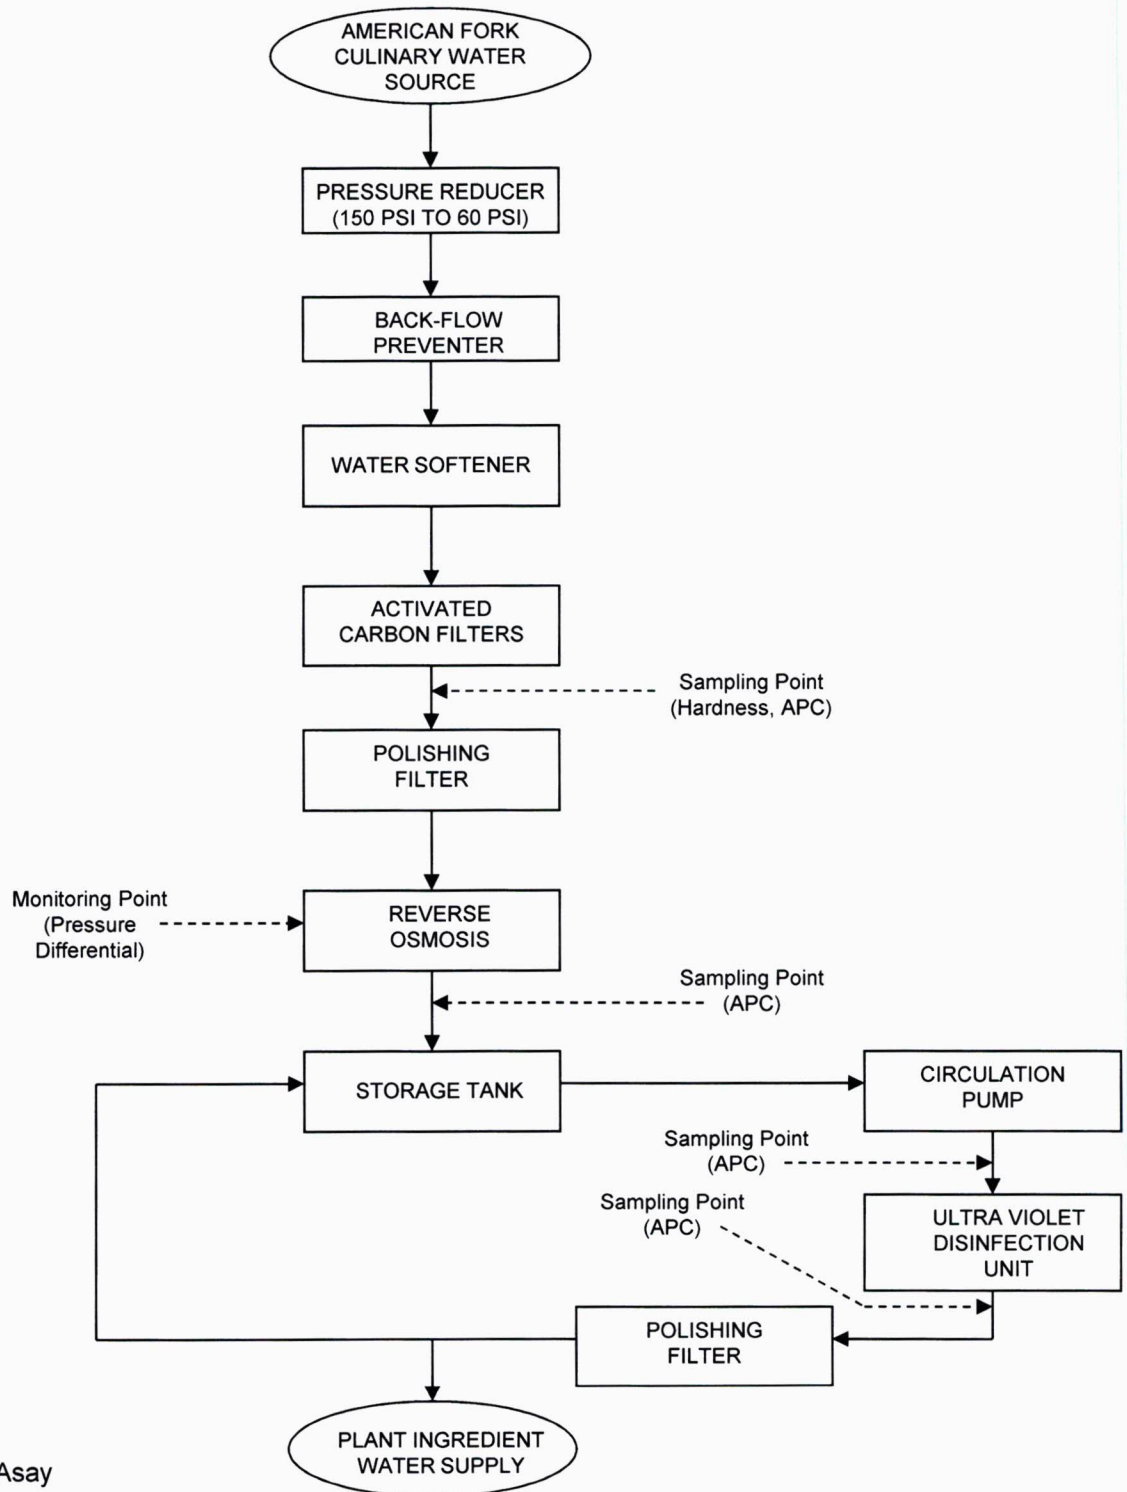 AMERICAN FORK
CULINARY WATER
SOURCE
PRESSURE REDUCER
(150 PSI TO 60 PSI)
BACK-FLOW
PREVENTER
WATER SOFTENER
ACTIVATED
CARBON FILTERS
Sampling Point
(Hardness, APC)
POLISHING
FILTER
Monitoring Point
(Pressure
Differential)
REVERSE
OSMOSIS
Sampling Point
(APC)
STORAGE TANK
CIRCULATION
PUMP
Sampling Point
(APC)
Sampling Point
(APC)
ULTRA VIOLET
DISINFECTION
UNIT
POLISHING
FILTER
PLANT INGREDIENT
WATER SUPPLY
Asay